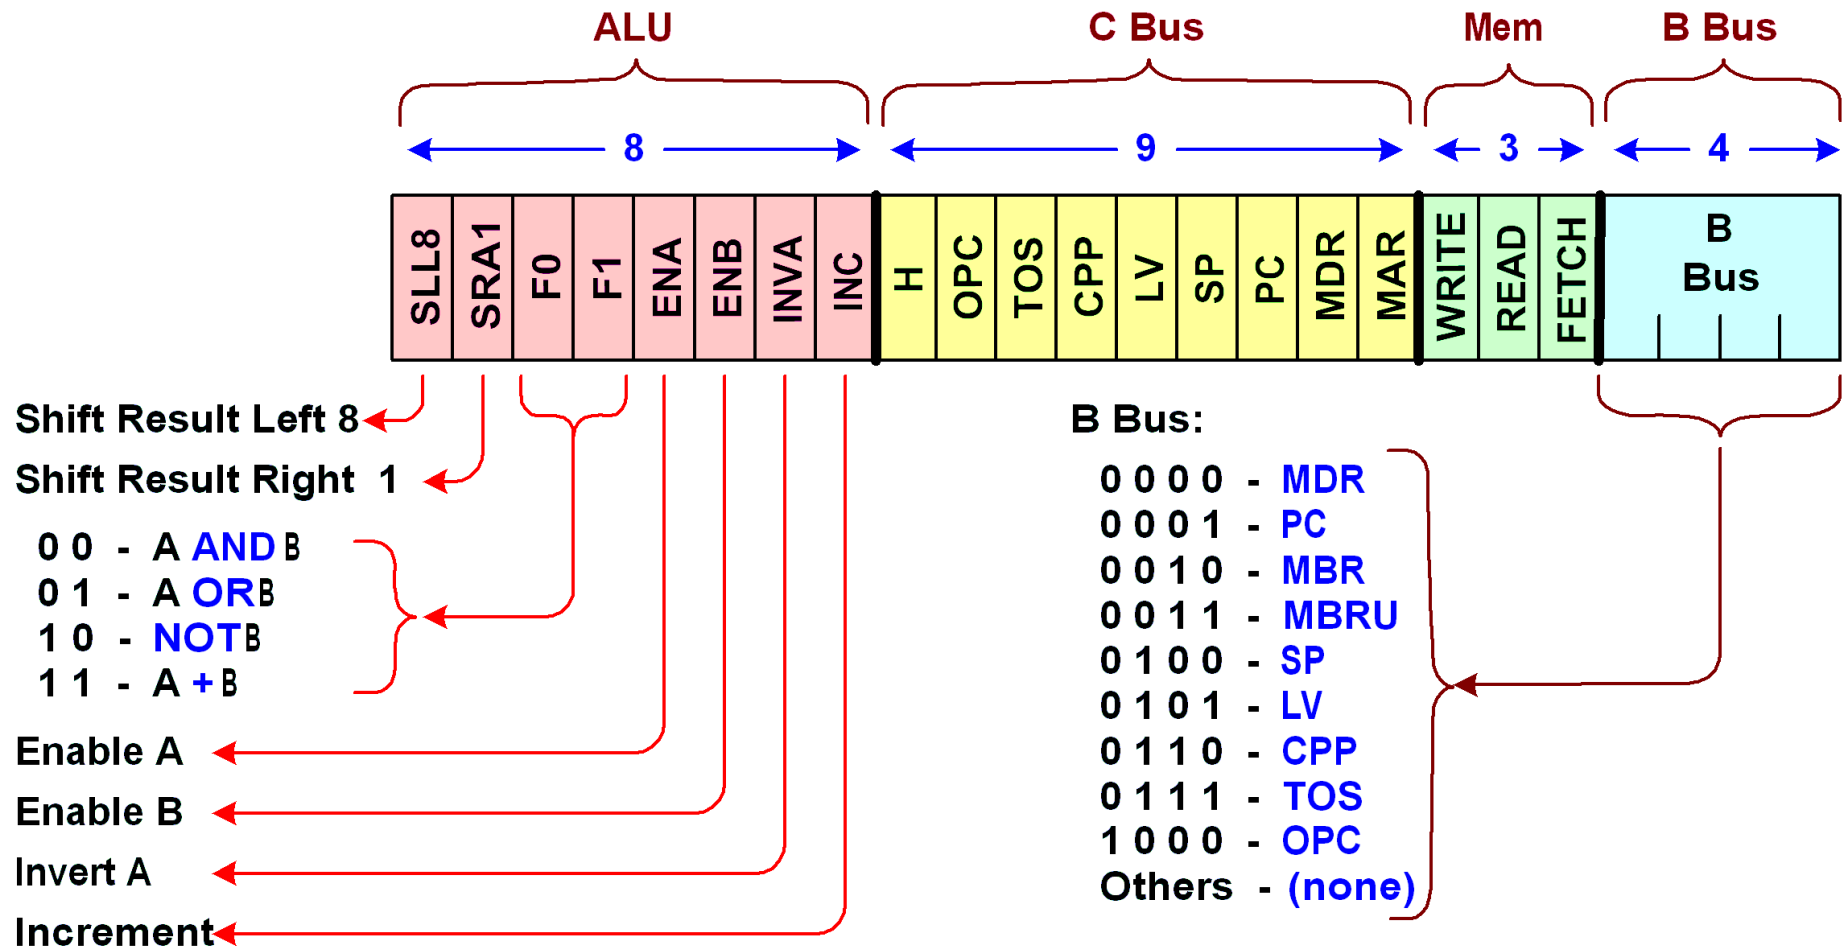 ALU C Bus Mem B Bus
8 9 3 4
SLL8 SRA1 F0 F1 ENA ENB INVA INC H OPC TOS CPP LV SP PC MDR MAR WRITE READ FETCH B
Bus
Shift Result Left 8
Shift Result Right 1
0 0 - A AND B
0 1 - A OR B
1 0 - NOT B
1 1 - A + B
Enable A
Enable B
Invert A
Increment
B Bus:
0 0 0 0 - MDR
0 0 0 1 - PC
0 0 1 0 - MBR
0 0 1 1 - MBRU
0 1 0 0 - SP
0 1 0 1 - LV
0 1 1 0 - CPP
0 1 1 1 - TOS
1 0 0 0 - OPC
Others - (none)